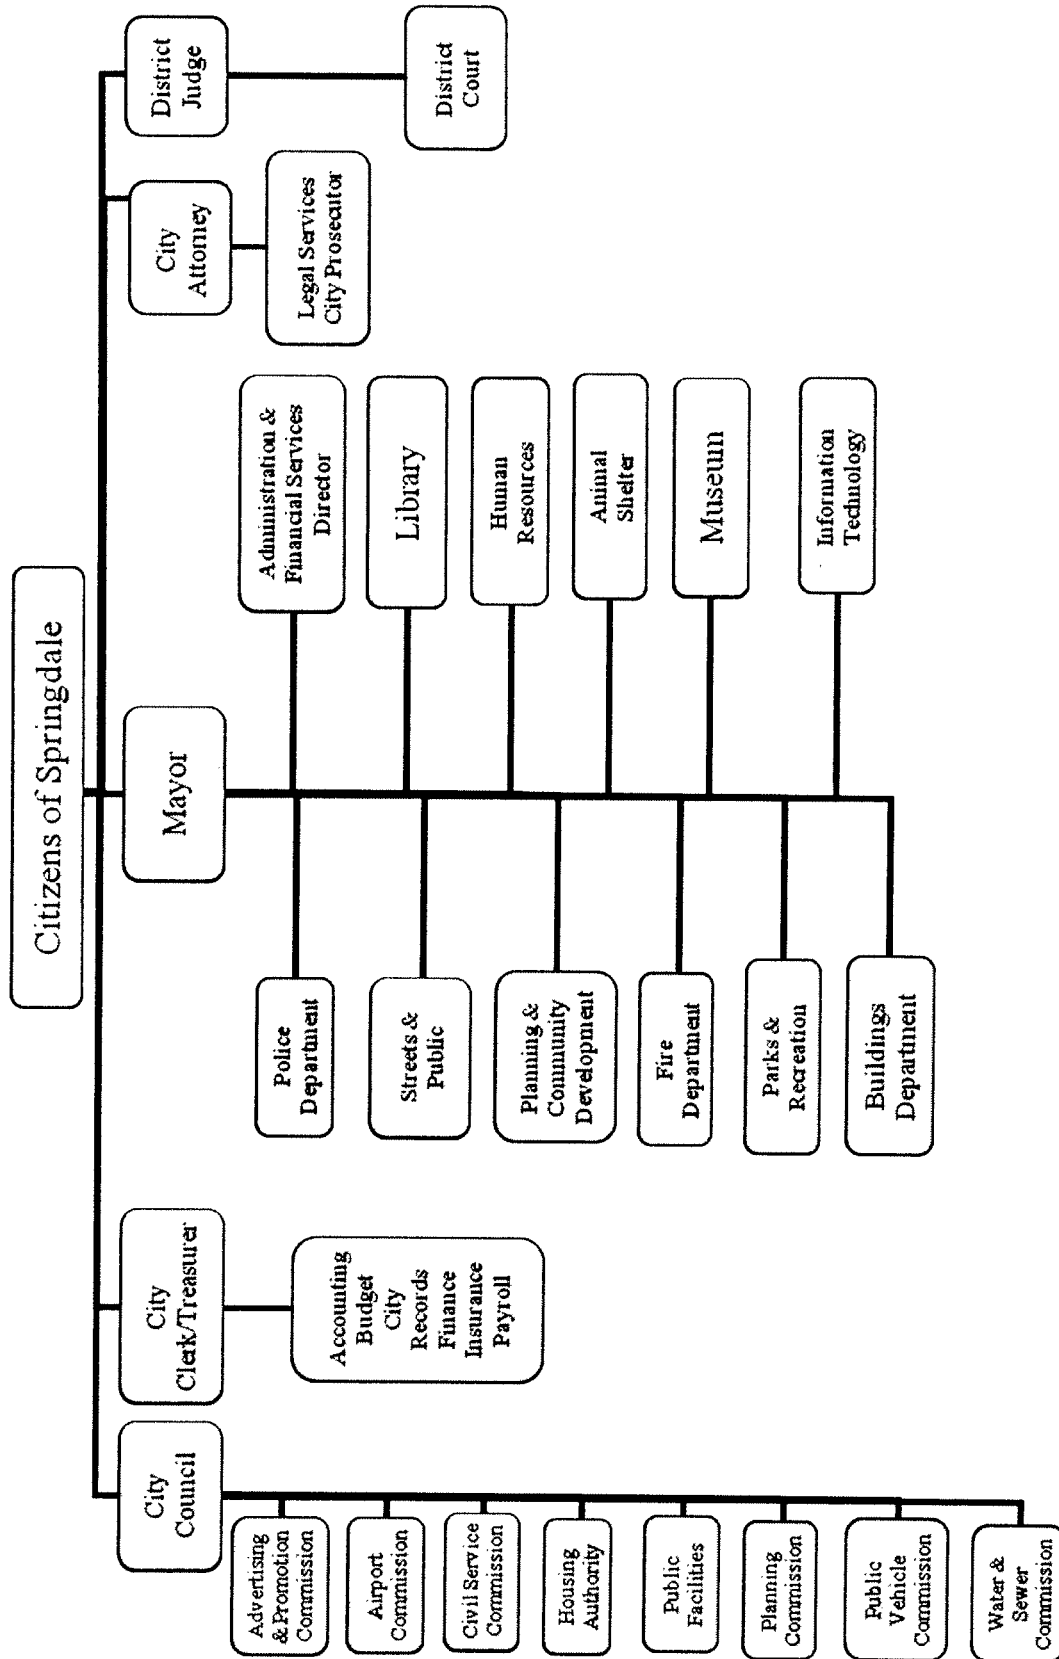 Citizens of Springdale
City
Council
City
Clerk/Treasurer
Mayor
City
Attorney
District
Judge
Advertising
& Promotion
Commission
Airport
Commission
Civil Service
Commission
Housing
Authority
Public
Facilities
Planning
Commission
Public
Vehicle
Commission
Water &
Sewer
Commission
Accounting
Budget
City
Records
Finance
Insurance
Payroll
Police
Department
Streets &
Public
Planning &
Community
Development
Fire
Department
Parks &
Recreation
Buildings
Department
Administration &
Financial Services
Director
Library
Human
Resources
Animal
Shelter
Museum
Information
Technology
Legal Services
City Prosecutor
District
Court